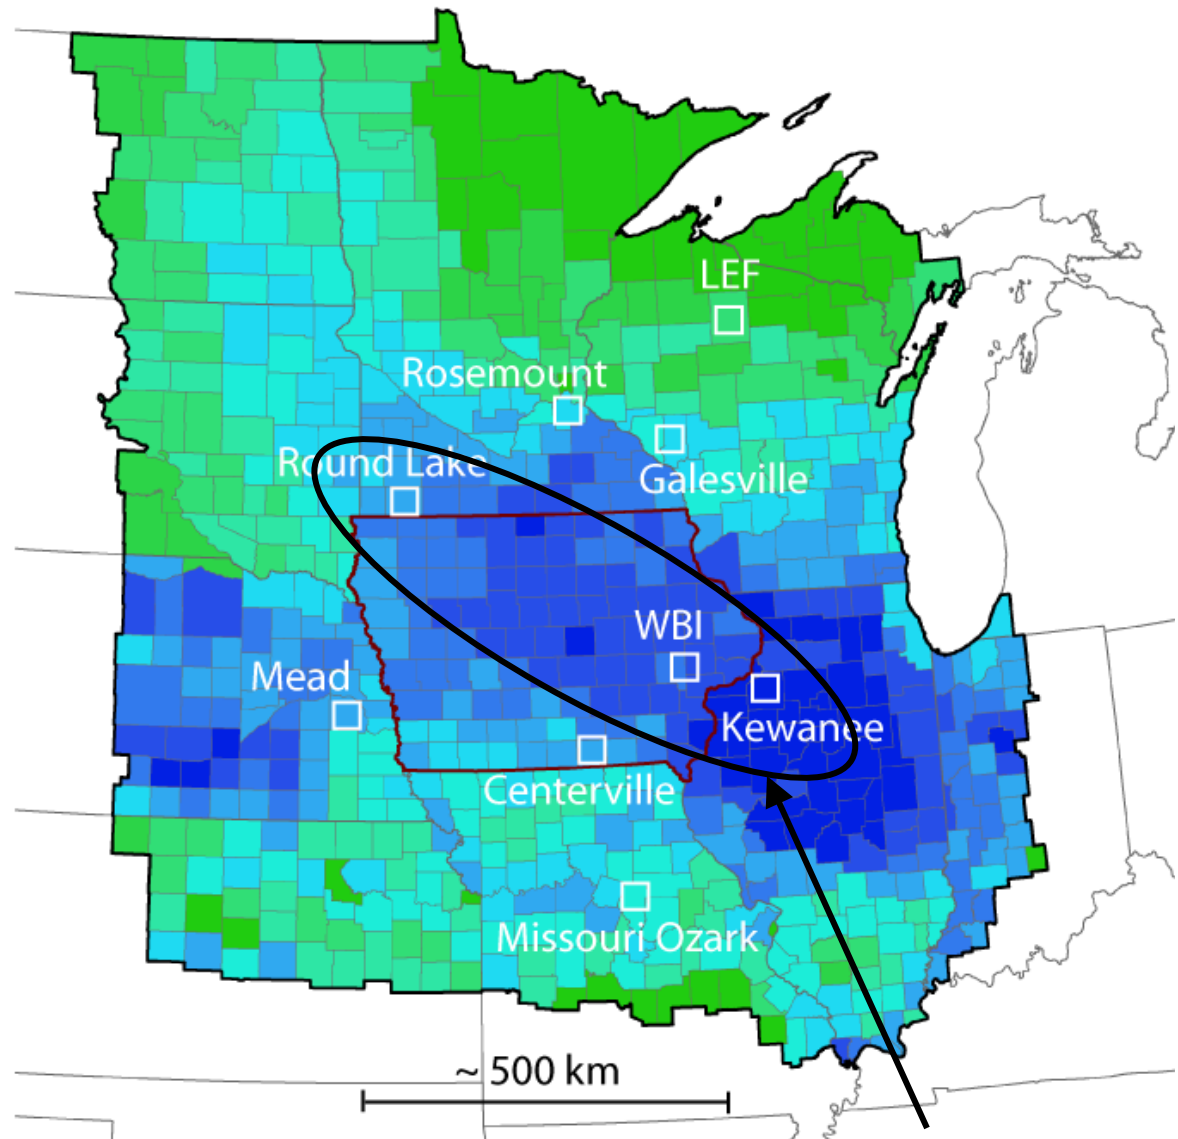 LEF
Rosemount
Round Lake
Galesville
WBI
Mead
Kewanee
Centerville
Missouri Ozark
~ 500 km